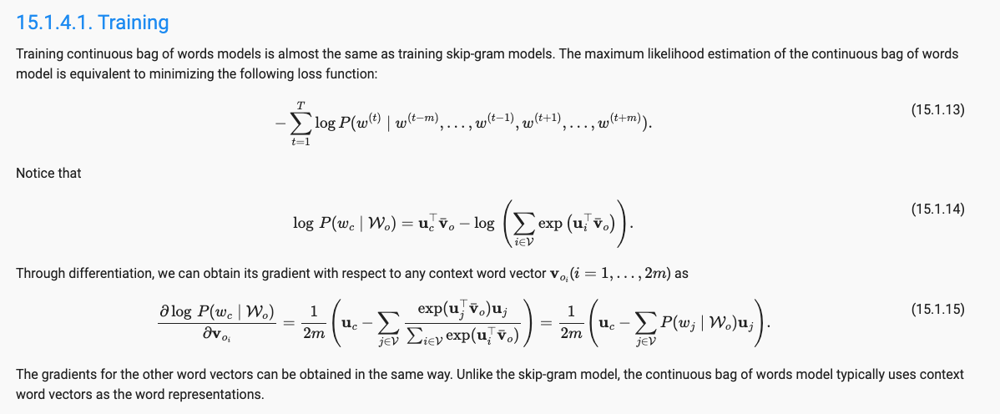 15.1.4.1. Training
Training continuous bag of words models is almost the same as training skip-gram models. The maximum likelihood estimation of the continuous bag of words
model is equivalent to minimizing the following loss function:
$-\sum_{t=1}^{T} \log P(w^{(t)} \mid w^{(t-m)}, \ldots, w^{(t-1)}, w^{(t+1)}, \ldots, w^{(t+m)}).$ (15.1.13)
Notice that
$\log P(w_c \mid \mathcal{W}_o) = \mathbf{u}_c^\top \bar{\mathbf{v}}_o - \log \left( \sum_{i \in \mathcal{V}} \exp \left( \mathbf{u}_i^\top \bar{\mathbf{v}}_o \right) \right).$ (15.1.14)
Through differentiation, we can obtain its gradient with respect to any context word vector $\mathbf{v}_{o_i}(i = 1, \ldots, 2m)$ as
$\frac{\partial \log P(w_c \mid \mathcal{W}_o)}{\partial \mathbf{v}_{o_i}} = \frac{1}{2m} \left( \mathbf{u}_c - \sum_{j \in \mathcal{V}} \frac{\exp(\mathbf{u}_j^\top \bar{\mathbf{v}}_o) \mathbf{u}_j}{\sum_{i \in \mathcal{V}} \exp(\mathbf{u}_i^\top \bar{\mathbf{v}}_o)} \right) = \frac{1}{2m} \left( \mathbf{u}_c - \sum_{j \in \mathcal{V}} P(w_j \mid \mathcal{W}_o) \mathbf{u}_j \right).$ (15.1.15)
The gradients for the other word vectors can be obtained in the same way. Unlike the skip-gram model, the continuous bag of words model typically uses context
word vectors as the word representations.